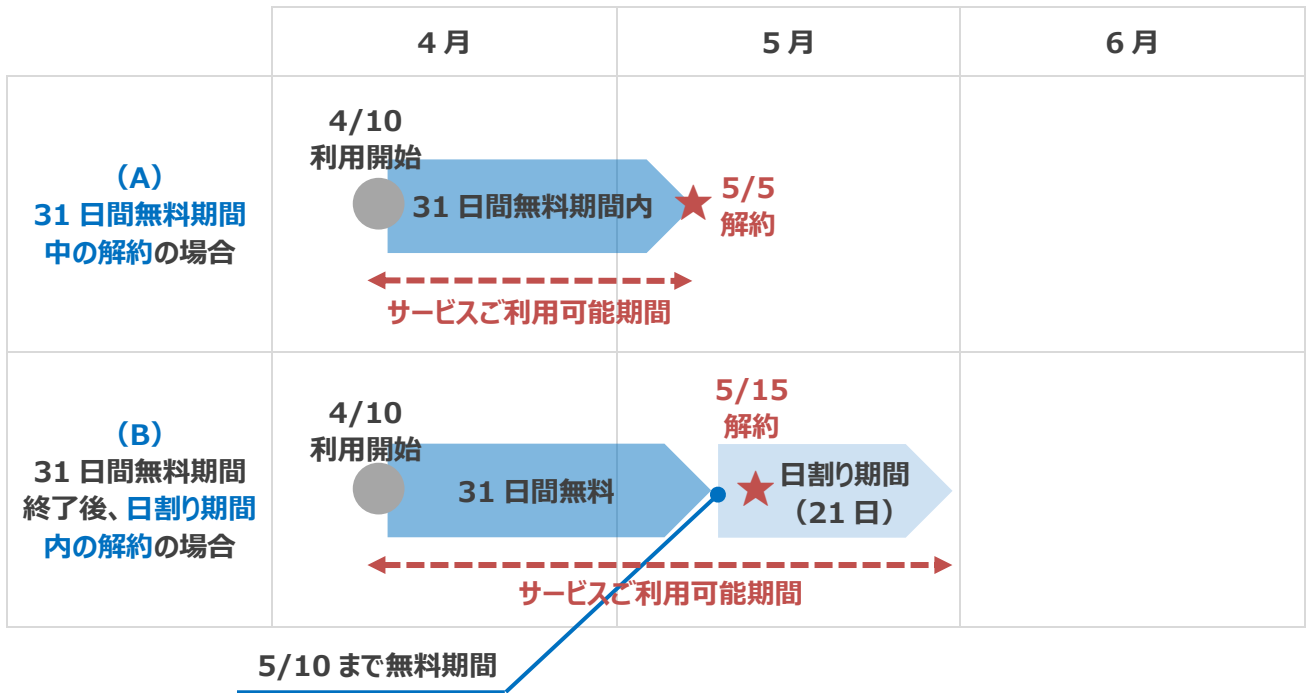 4 月
5 月
6 月
（A）
31 日間無料期間
中の解約の場合
4/10
利用開始
31 日間無料期間内
5/5
解約
サービスご利用可能期間
（B）
31 日間無料期間
終了後、日割り期間
内の解約の場合
4/10
利用開始
31 日間無料
5/15
解約
日割り期間
（21 日）
サービスご利用可能期間
5/10 まで無料期間